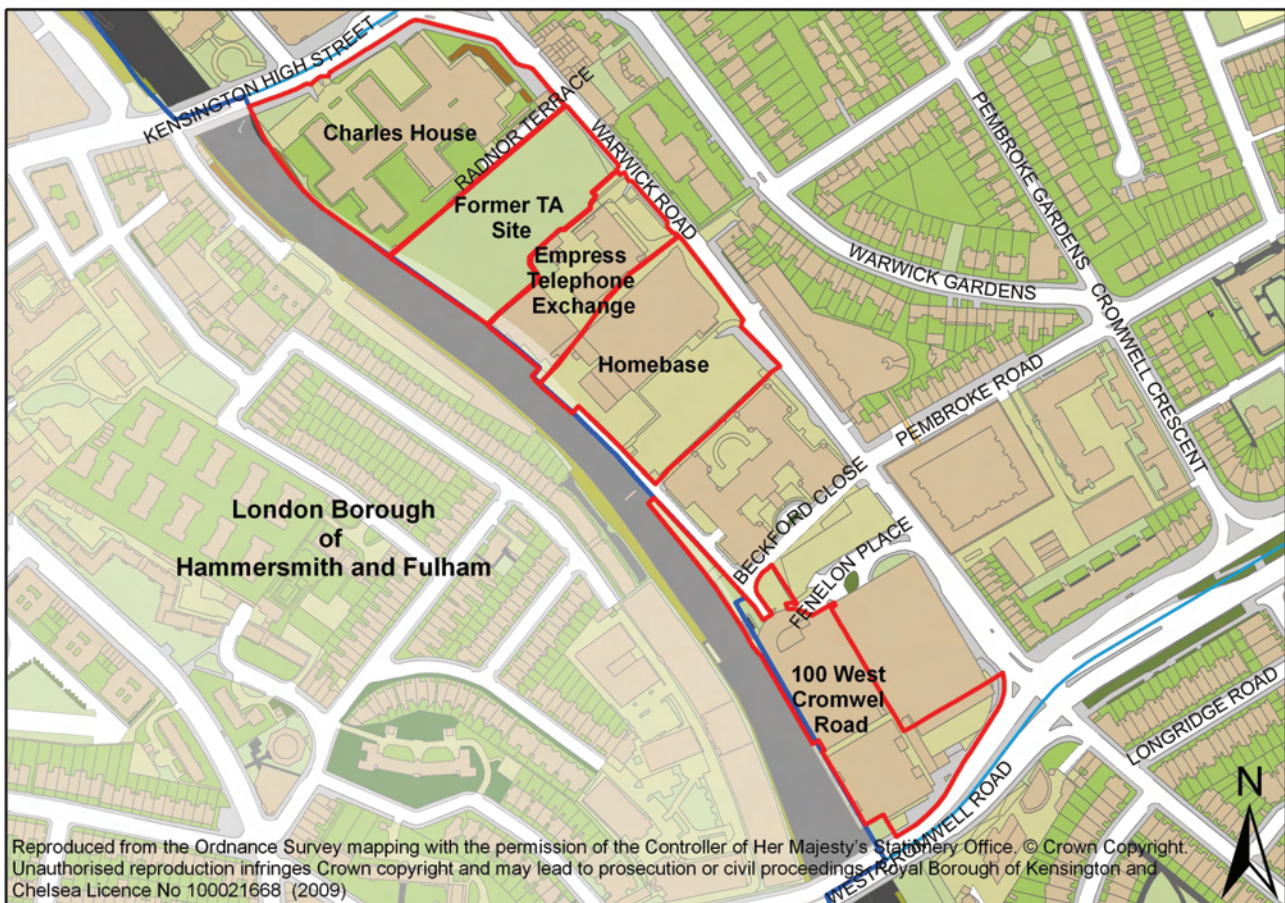 KENSINGTON HIGH STREET
Charles House
RADNOR TERRACE
WARWICK ROAD
PEMBROKE GARDENS
Former TA
Site
Empress
Telephone
Exchange
WARWICK GARDENS
CROMWELL CRESCENT
Homebase
PEMBROKE ROAD
London Borough
of
Hammersmith and Fulham
BECKFORD CLOSE
FENELON PLACE
100 West
Cromwel
Road
LONGRIDGE ROAD
WEST CROMWELL ROAD
N
Reproduced from the Ordnance Survey mapping with the permission of the Controller of Her Majesty's Stationery Office. © Crown Copyright.
Unauthorised reproduction infringes Crown copyright and may lead to prosecution or civil proceedings. Royal Borough of Kensington and
Chelsea Licence No 100021668 (2009)